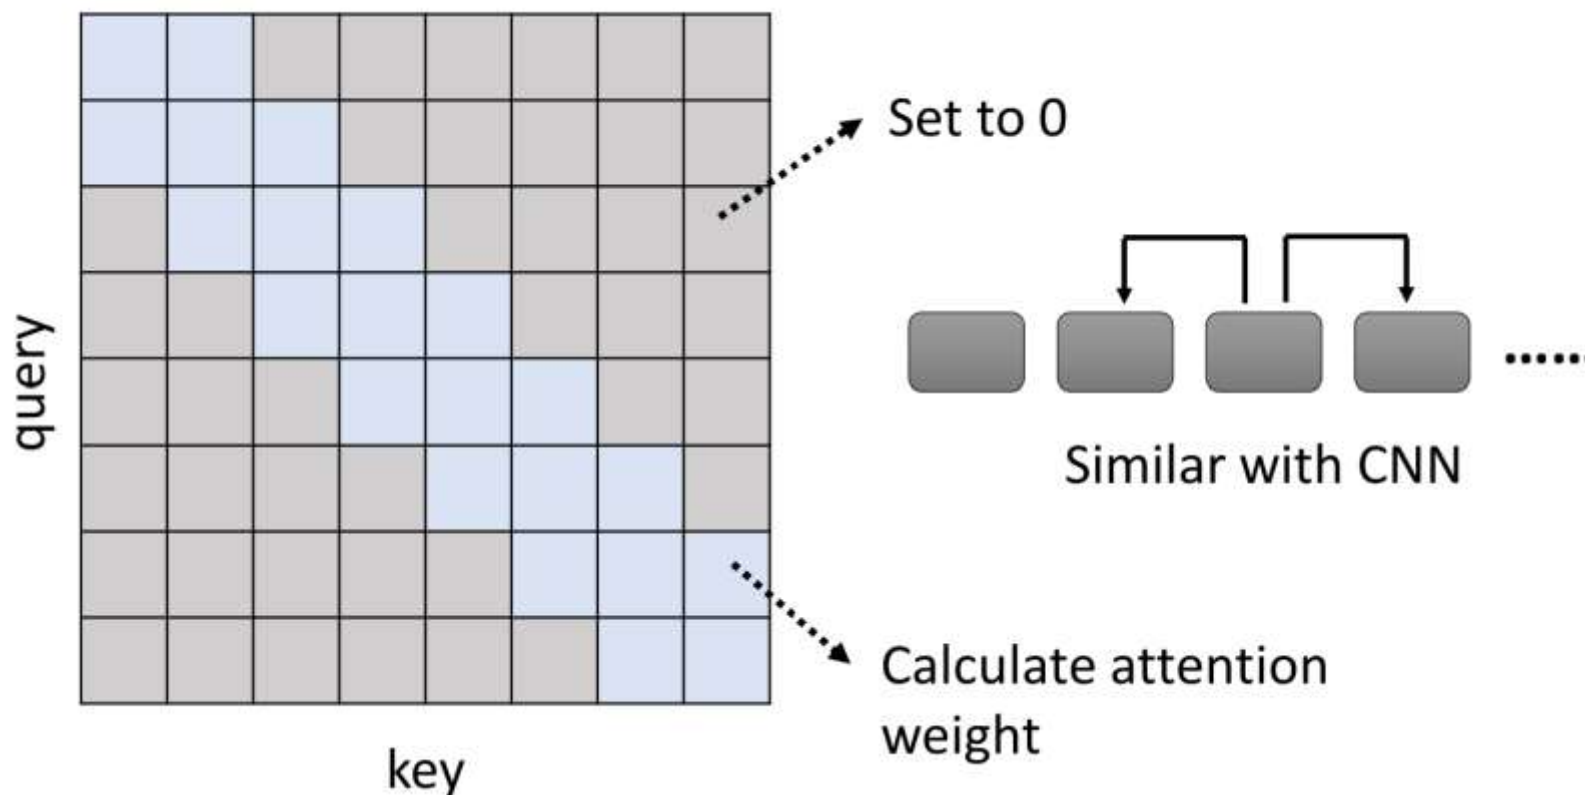 Set to 0
query
Similar with CNN
Calculate attention
weight
key